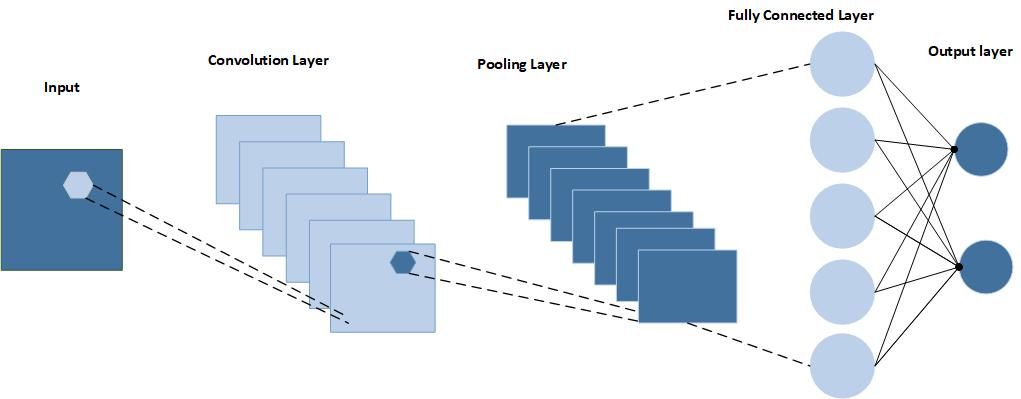 Input
Convolution Layer
Pooling Layer
Fully Connected Layer
Output layer